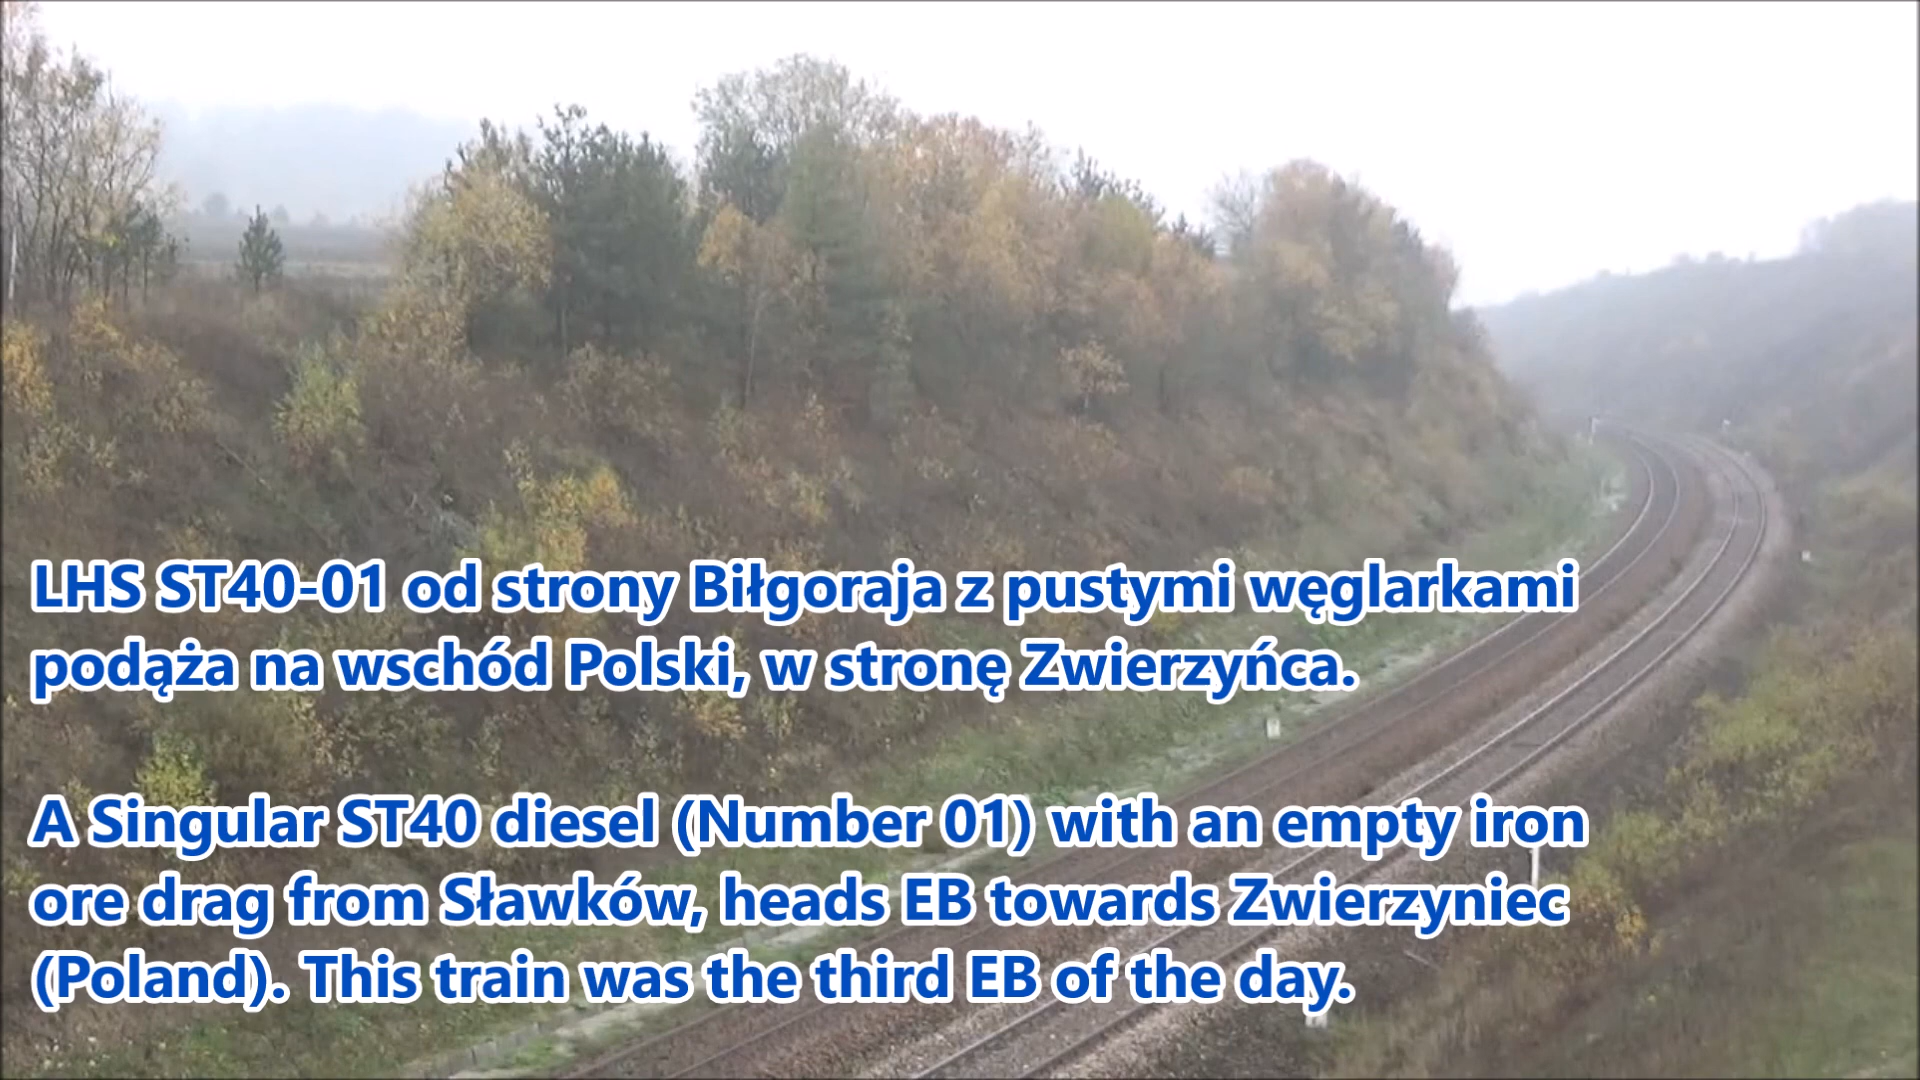 LHS ST40-01 od strony Biłgoraja z pustymi węglarkami
podąża na wschód Polski, w stronę Zwierzyńca.
A Singular ST40 diesel (Number 01) with an empty iron
ore drag from Sławków, heads EB towards Zwierzyniec
(Poland). This train was the third EB of the day.